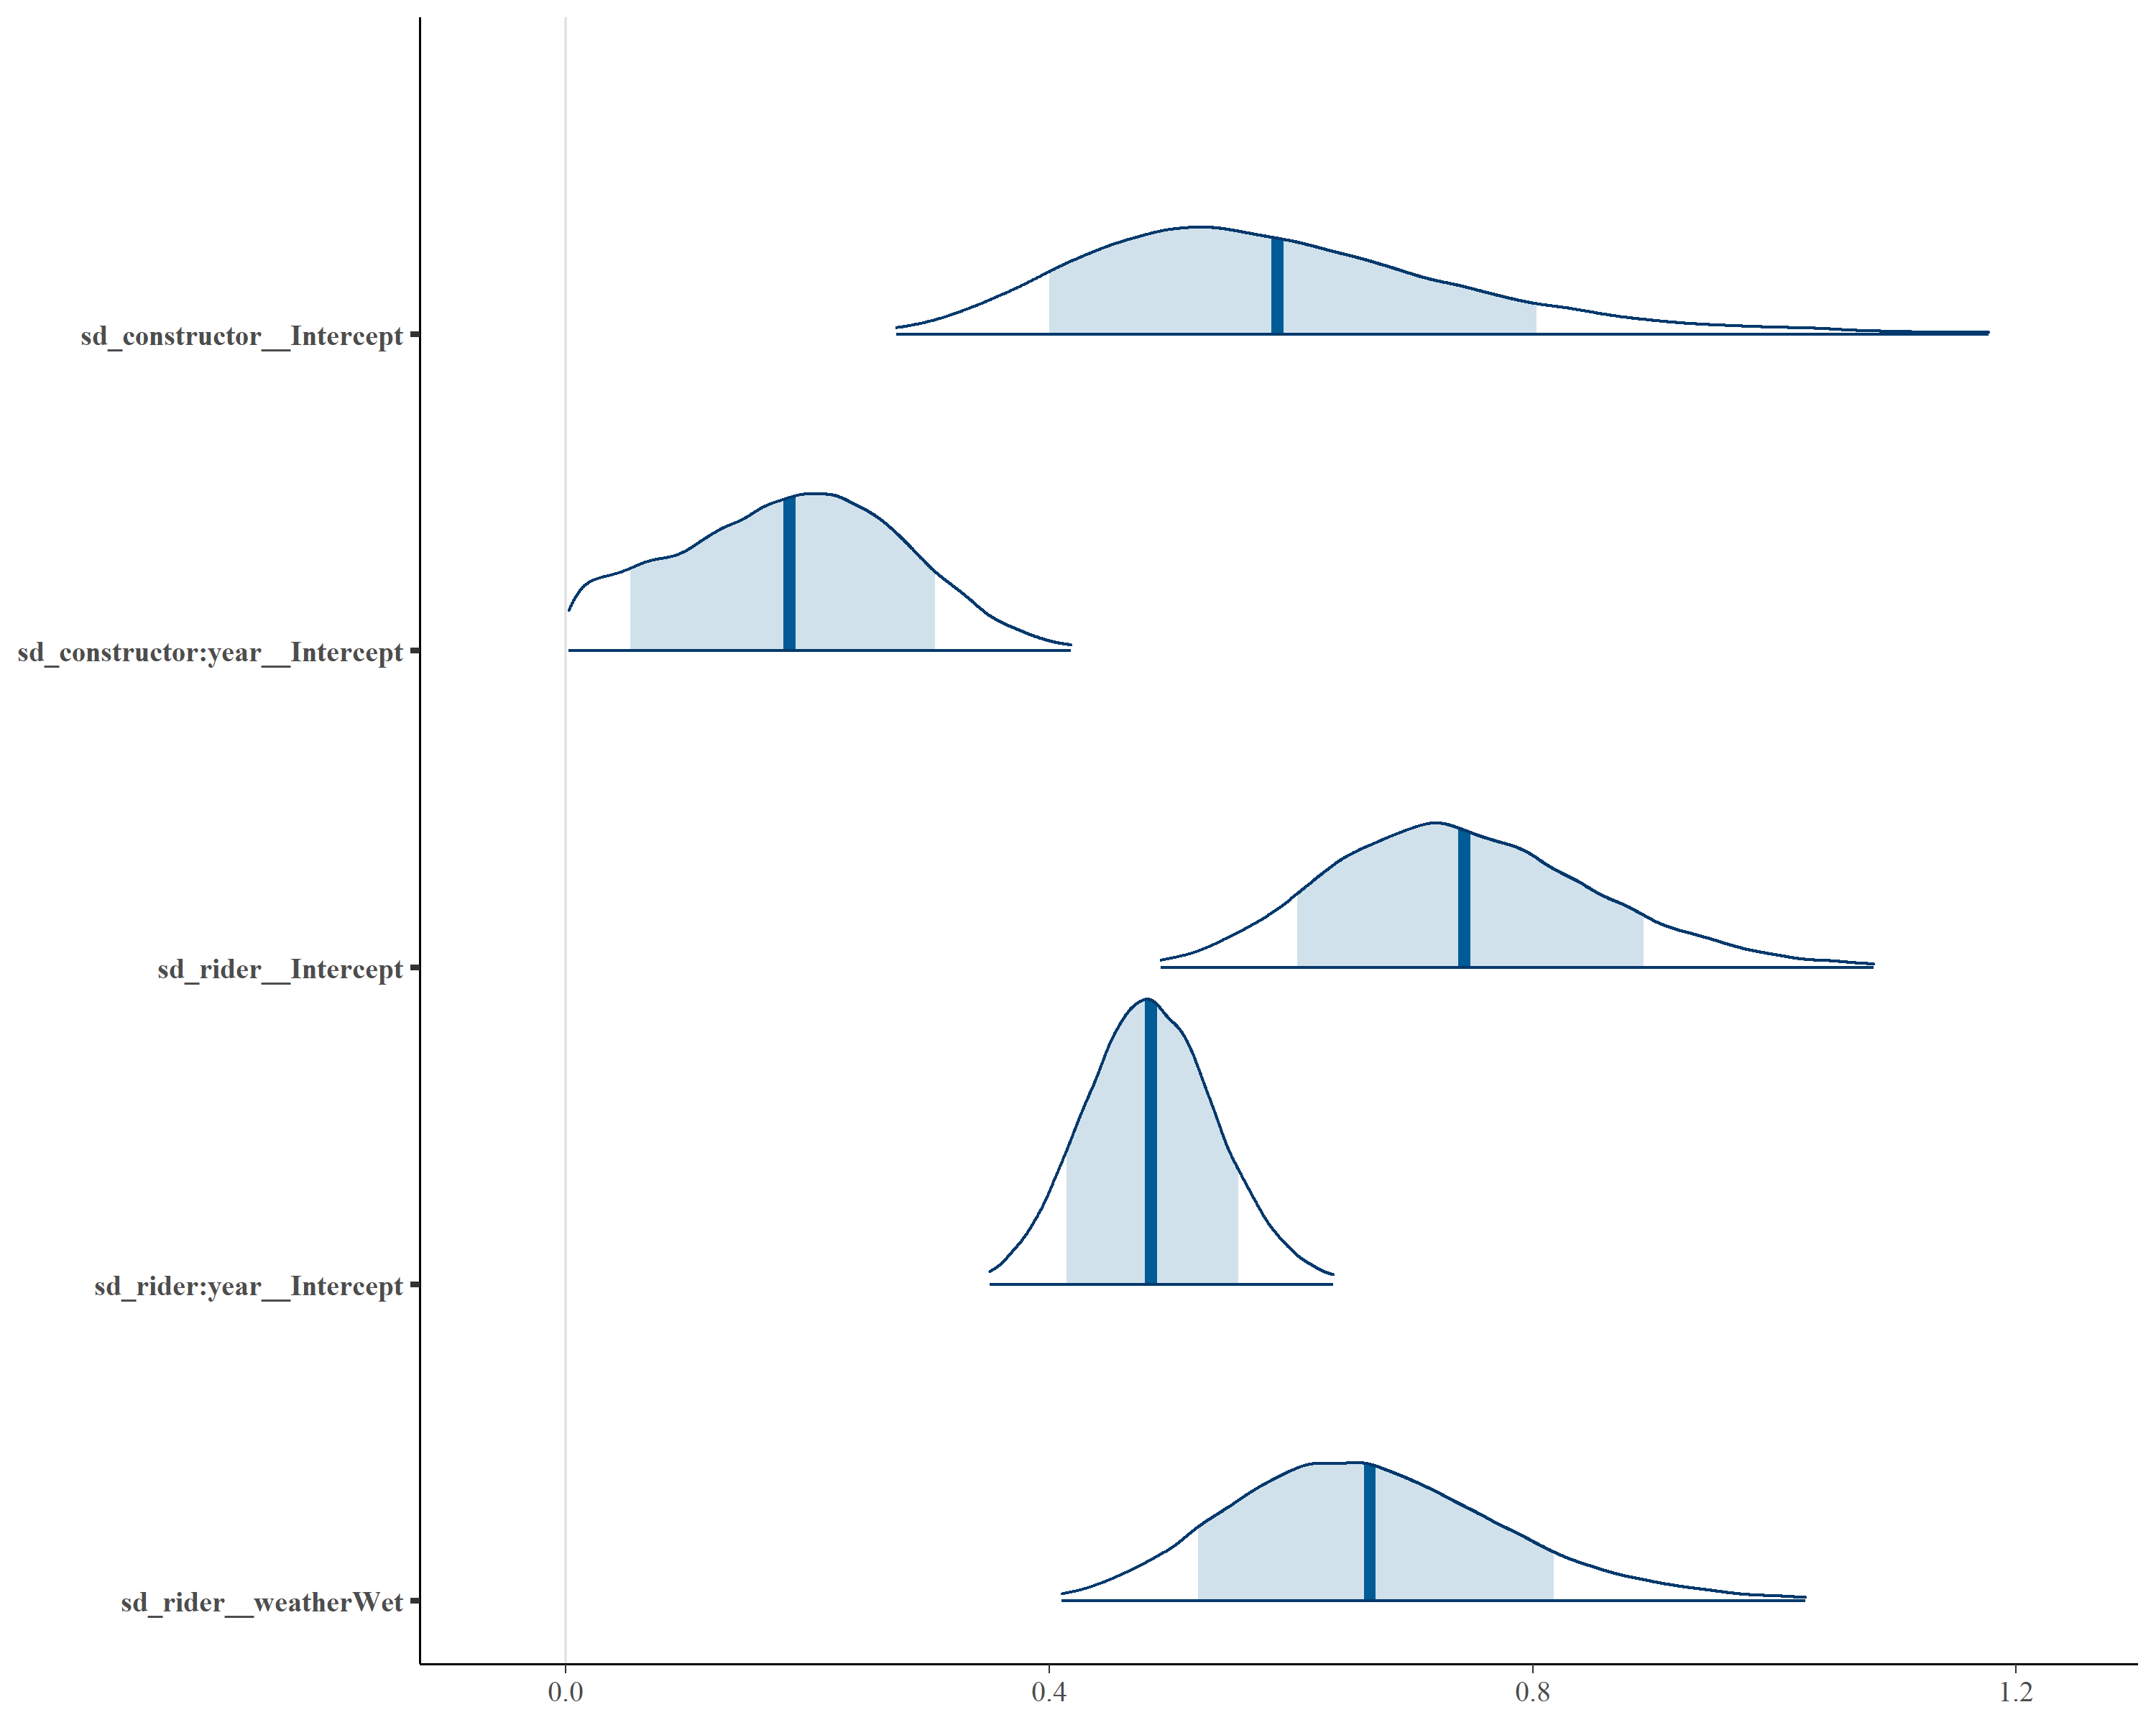 sd_constructor__Intercept
sd_constructor:year__Intercept
sd_rider__Intercept
sd_rider:year__Intercept
sd_rider__weatherWet
0.0 0.4 0.8 1.2